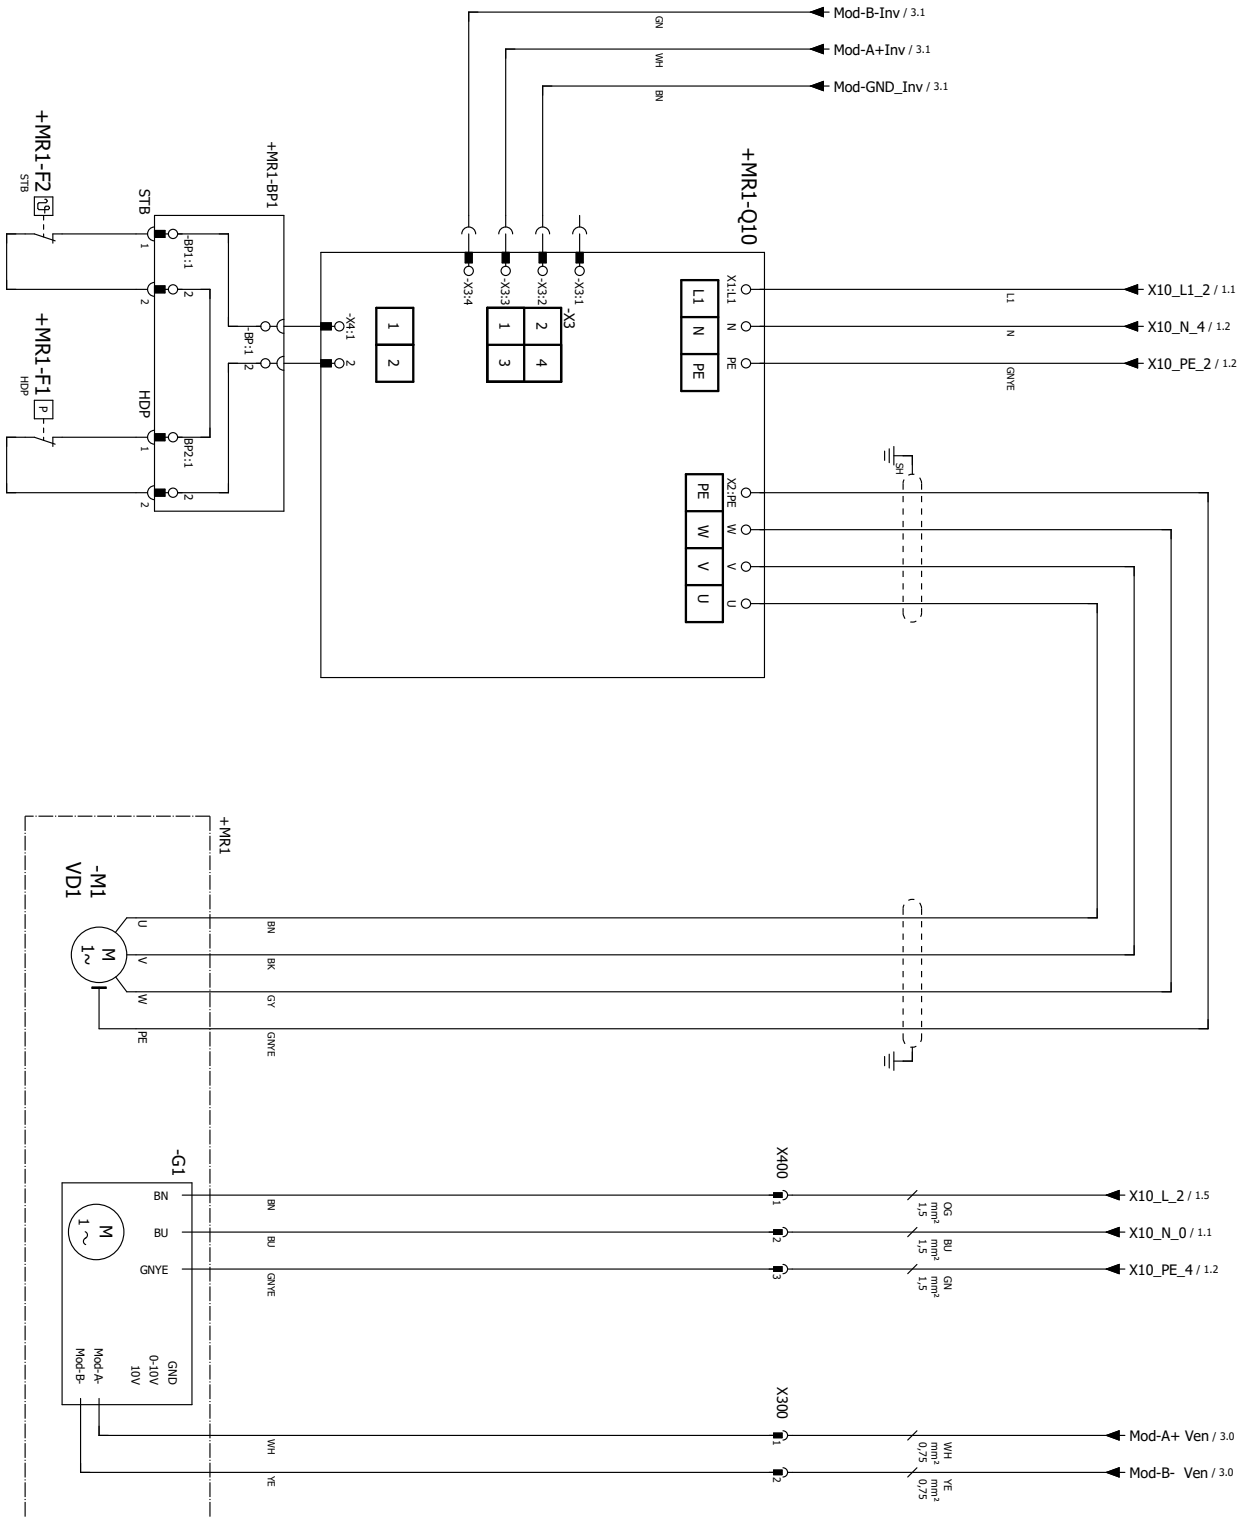 Mod-B-Inv / 3.1
GN
Mod-A+Inv / 3.1
WH
Mod-GND_Inv / 3.1
BN
+MR1-F2
STB
+MR1-F1
HDP
P
+MR1-BP1
STB
1
2
-BP1:1
2
HDP
1
2
BP2:1
2
-BP:1
2
+MR1-Q10
-X4:1
2
1
2
-X3:4
-X3:3
-X3:2
-X3:1
-X3
1
2
3
4
X1:L1
N
PE
L1
N
PE
L1
X10_L1_2 / 1.1
N
X10_N_4 / 1.2
GNYE
X10_PE_2 / 1.2
SH
X2:PE
W
V
U
PE
W
V
U
+MR1
-M1
VD1
M
1~
U
V
W
PE
BN
BK
GY
GNYE
-G1
M
1 ~
BN
BU
GNYE
GND
0-10V
10V
Mod-A-
Mod-B-
BN
BU
GNYE
X400
1
2
3
OG
mm²
1,5
BU
mm²
1,5
GN
mm²
1,5
X10_L_2 / 1.5
X10_N_0 / 1.1
X10_PE_4 / 1.2
WH
YE
X300
1
2
WH
mm²
0,75
YE
mm²
0,75
Mod-A+ Ven / 3.0
Mod-B- Ven / 3.0